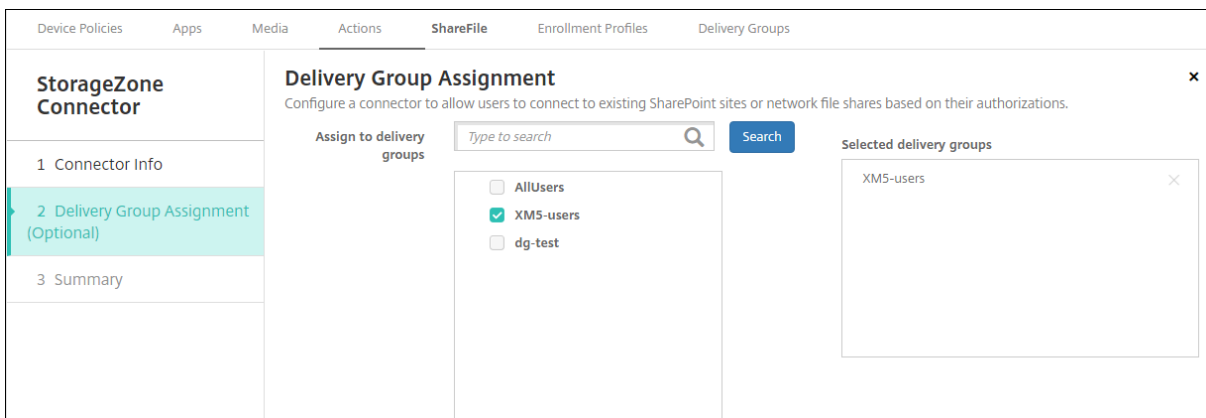 Device Policies Apps Media Actions ShareFile Enrollment Profiles Delivery Groups
StorageZone
Connector
1 Connector Info
2 Delivery Group Assignment
(Optional)
3 Summary
Delivery Group Assignment
Configure a connector to allow users to connect to existing SharePoint sites or network file shares based on their authorizations.
Assign to delivery
groups
Type to search
Search
AllUsers
XM5-users
dg-test
Selected delivery groups
XM5-users